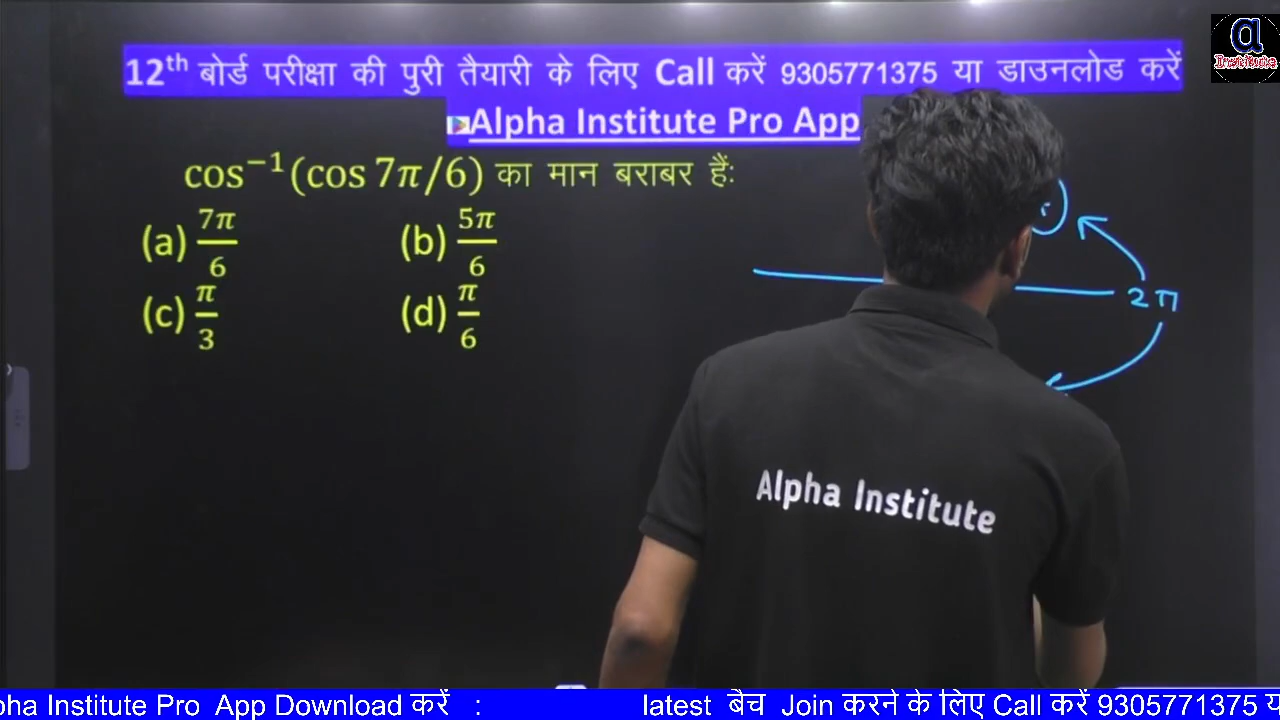 α
Institute
12th बोर्ड परीक्षा की पुरी तैयारी के लिए Call करें 9305771375 या डाउनलोड करें
Alpha Institute Pro App
cos⁻¹(cos 7π/6) का मान बराबर हैं:
(a) 7π/6 (b) 5π/6
(c) π/3 (d) π/6
2π
Alpha Institute
pha Institute Pro App Download करें : latest बैच Join करने के लिए Call करें 9305771375 य